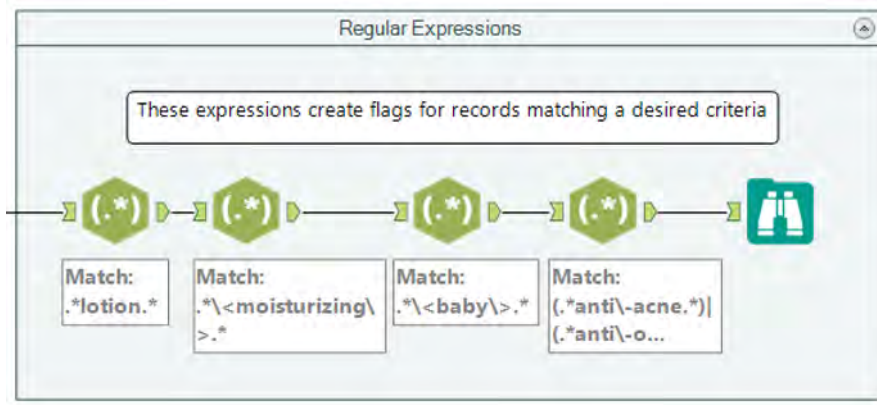 Regular Expressions
These expressions create flags for records matching a desired criteria
(.*)
(.*)
(.*)
(.*)
Match:
.*lotion.*
Match:
.*\<moisturizing\
>.*
Match:
.*\<baby\>.*
Match:
(.*anti\-acne.*)|
(.*anti\-o...